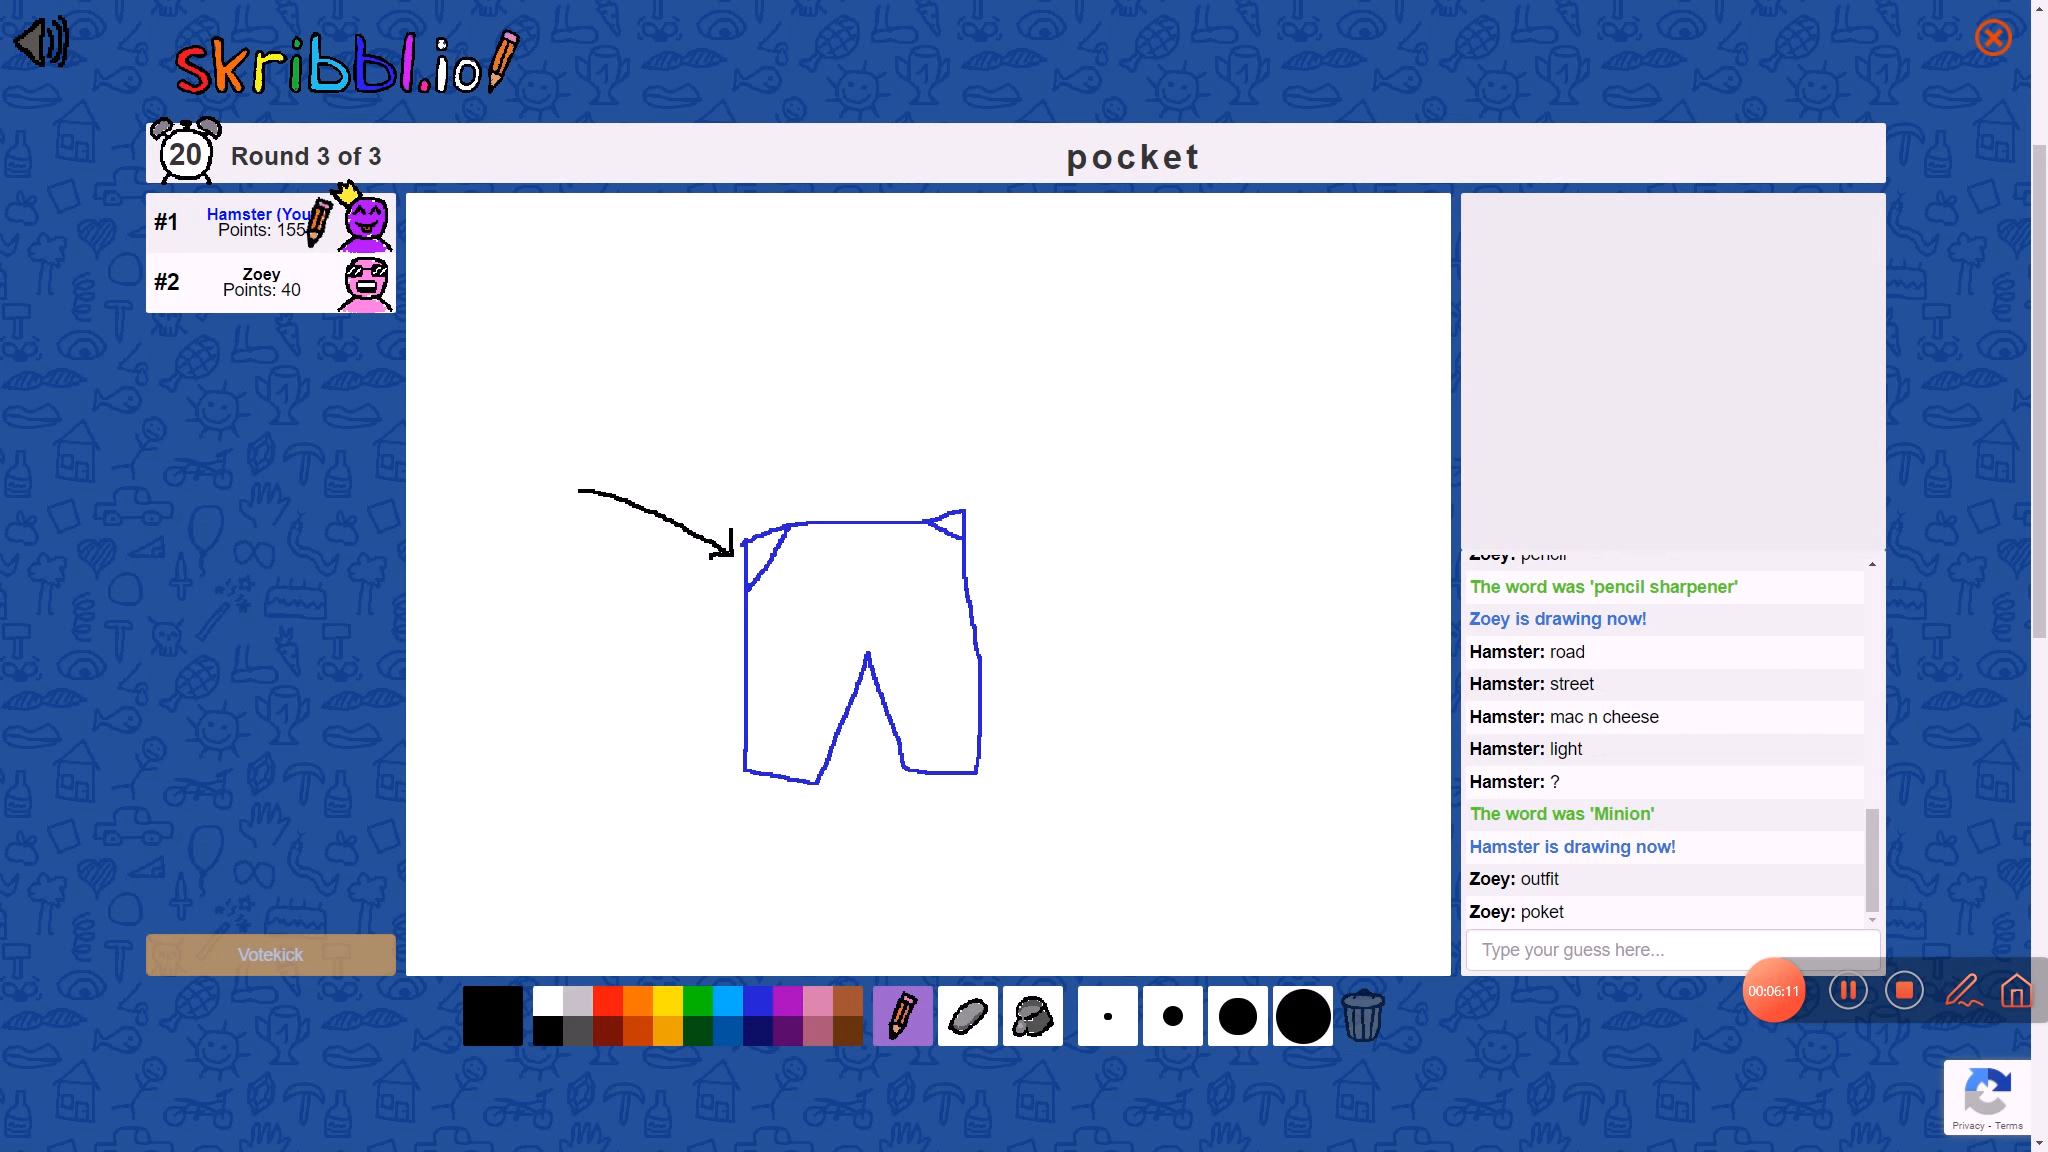 skribbl.io
20
Round 3 of 3
pocket
#1
Hamster (You
Points: 155
#2
Zoey
Points: 40
Zoey: pencil
The word was 'pencil sharpener'
Zoey is drawing now!
Hamster: road
Hamster: street
Hamster: mac n cheese
Hamster: light
Hamster: ?
The word was 'Minion'
Hamster is drawing now!
Zoey: outfit
Zoey: poket
Votekick
Type your guess here...
00:06:11
Privacy - Terms